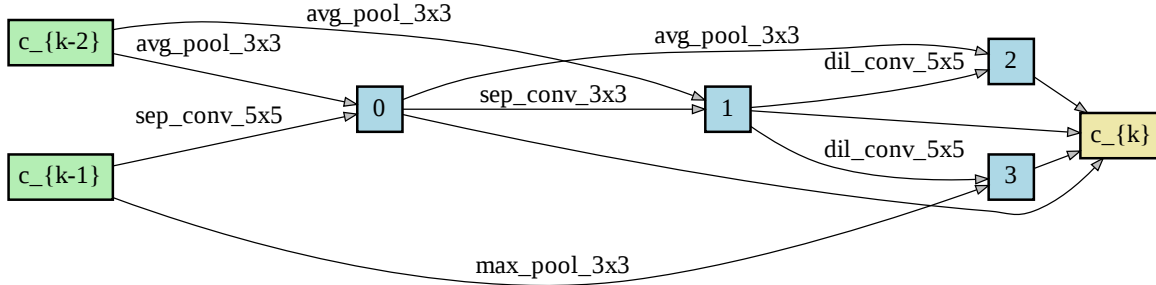 avg_pool_3x3
c_{k-2}
avg_pool_3x3
avg_pool_3x3
2
dil_conv_5x5
sep_conv_5x5
0
sep_conv_3x3
1
c_{k}
c_{k-1}
dil_conv_5x5
3
max_pool_3x3